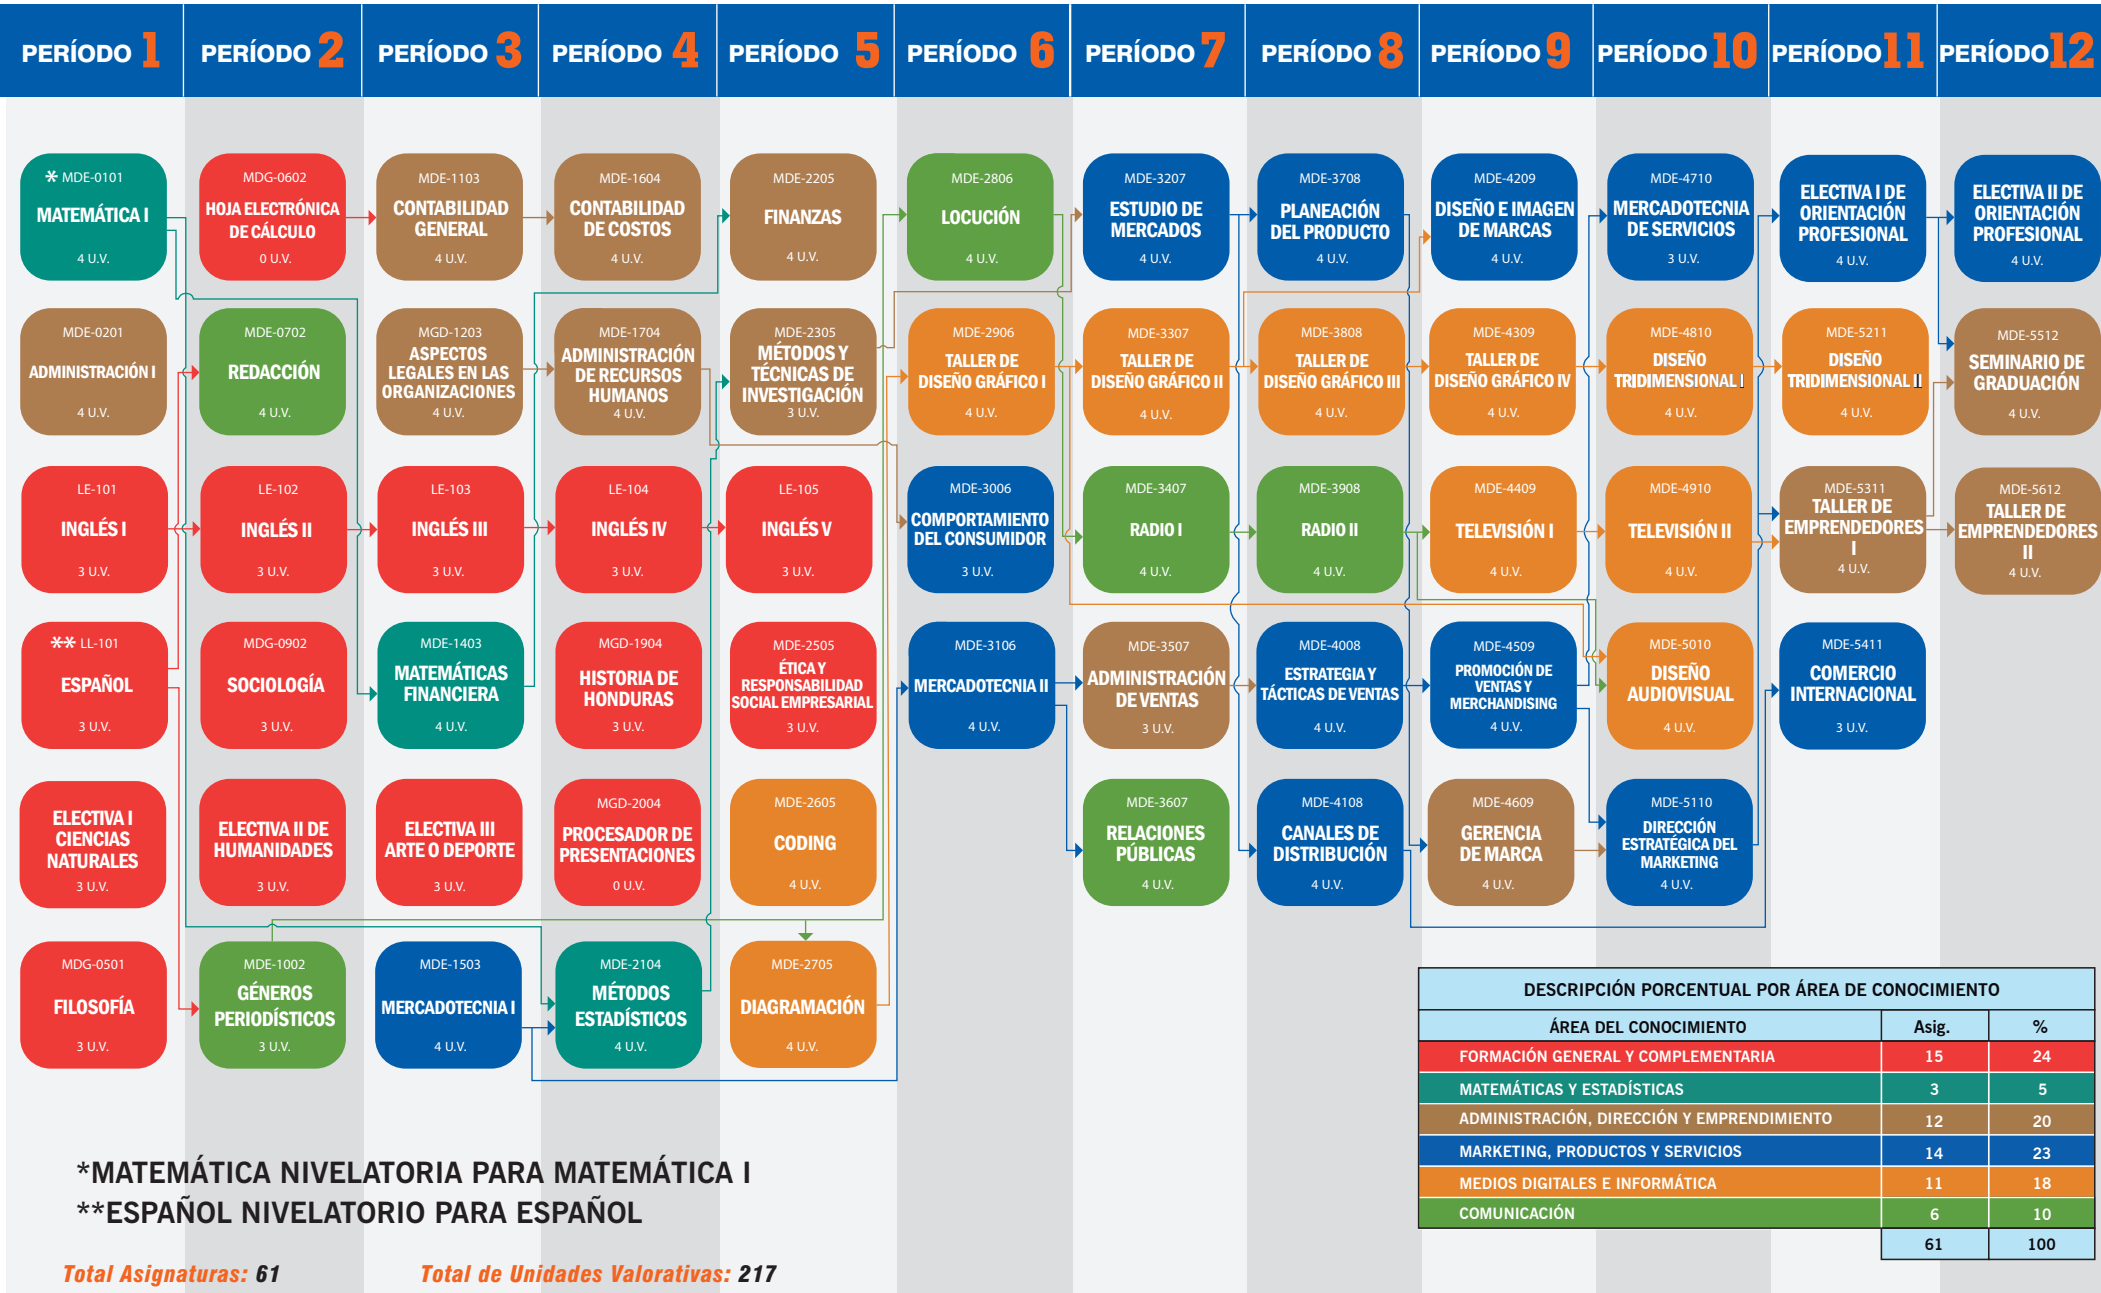 PERÍODO 1
PERÍODO 2
PERÍODO 3
PERÍODO 4
PERÍODO 5
PERÍODO 6
PERÍODO 7
PERÍODO 8
PERÍODO 9
PERÍODO 10
PERÍODO 11
PERÍODO 12
* MDE-0101
MATEMÁTICA I
4 U.V.
MDG-0602
HOJA ELECTRÓNICA
DE CÁLCULO
0 U.V.
MDE-1103
CONTABILIDAD
GENERAL
4 U.V.
MDE-1604
CONTABILIDAD
DE COSTOS
4 U.V.
MDE-2205
FINANZAS
4 U.V.
MDE-2806
LOCUCIÓN
4 U.V.
MDE-3207
ESTUDIO DE
MERCADOS
4 U.V.
MDE-3708
PLANEACIÓN
DEL PRODUCTO
4 U.V.
MDE-4209
DISEÑO E IMAGEN
DE MARCAS
4 U.V.
MDE-4710
MERCADOTECNIA
DE SERVICIOS
3 U.V.
ELECTIVA I DE
ORIENTACIÓN
PROFESIONAL
4 U.V.
ELECTIVA II DE
ORIENTACIÓN
PROFESIONAL
4 U.V.
MDE-0201
ADMINISTRACIÓN I
4 U.V.
MDE-0702
REDACCIÓN
4 U.V.
MGD-1203
ASPECTOS
LEGALES EN LAS
ORGANIZACIONES
4 U.V.
MDE-1704
ADMINISTRACIÓN
DE RECURSOS
HUMANOS
4 U.V.
MDE-2305
MÉTODOS Y
TÉCNICAS DE
INVESTIGACIÓN
3 U.V.
MDE-2906
TALLER DE
DISEÑO GRÁFICO I
4 U.V.
MDE-3307
TALLER DE
DISEÑO GRÁFICO II
4 U.V.
MDE-3808
TALLER DE
DISEÑO GRÁFICO III
4 U.V.
MDE-4309
TALLER DE
DISEÑO GRÁFICO IV
4 U.V.
MDE-4810
DISEÑO
TRIDIMENSIONAL I
4 U.V.
MDE-5211
DISEÑO
TRIDIMENSIONAL II
4 U.V.
MDE-5512
SEMINARIO DE
GRADUACIÓN
4 U.V.
LE-101
INGLÉS I
3 U.V.
LE-102
INGLÉS II
3 U.V.
LE-103
INGLÉS III
3 U.V.
LE-104
INGLÉS IV
3 U.V.
LE-105
INGLÉS V
3 U.V.
MDE-3006
COMPORTAMIENTO
DEL CONSUMIDOR
3 U.V.
MDE-3407
RADIO I
4 U.V.
MDE-3908
RADIO II
4 U.V.
MDE-4409
TELEVISIÓN I
4 U.V.
MDE-4910
TELEVISIÓN II
4 U.V.
MDE-5311
TALLER DE
EMPRENDEDORES
I
4 U.V.
MDE-5612
TALLER DE
EMPRENDEDORES
II
4 U.V.
** LL-101
ESPAÑOL
3 U.V.
MDG-0902
SOCIOLOGÍA
3 U.V.
MDE-1403
MATEMÁTICAS
FINANCIERA
4 U.V.
MGD-1904
HISTORIA DE
HONDURAS
3 U.V.
MDE-2505
ÉTICA Y
RESPONSABILIDAD
SOCIAL EMPRESARIAL
3 U.V.
MDE-3106
MERCADOTECNIA II
4 U.V.
MDE-3507
ADMINISTRACIÓN
DE VENTAS
3 U.V.
MDE-4008
ESTRATEGIA Y
TÁCTICAS DE VENTAS
4 U.V.
MDE-4509
PROMOCIÓN DE
VENTAS Y
MERCHANDISING
4 U.V.
MDE-5010
DISEÑO
AUDIOVISUAL
4 U.V.
MDE-5411
COMERCIO
INTERNACIONAL
3 U.V.
ELECTIVA I
CIENCIAS
NATURALES
3 U.V.
ELECTIVA II DE
HUMANIDADES
3 U.V.
ELECTIVA III
ARTE O DEPORTE
3 U.V.
MGD-2004
PROCESADOR DE
PRESENTACIONES
0 U.V.
MDE-2605
CODING
4 U.V.
MDE-3607
RELACIONES
PÚBLICAS
4 U.V.
MDE-4108
CANALES DE
DISTRIBUCIÓN
4 U.V.
MDE-4609
GERENCIA
DE MARCA
4 U.V.
MDE-5110
DIRECCIÓN
ESTRATÉGICA DEL
MARKETING
4 U.V.
MDG-0501
FILOSOFÍA
3 U.V.
MDE-1002
GÉNEROS
PERIODÍSTICOS
3 U.V.
MDE-1503
MERCADOTECNIA I
4 U.V.
MDE-2104
MÉTODOS
ESTADÍSTICOS
4 U.V.
MDE-2705
DIAGRAMACIÓN
4 U.V.
DESCRIPCIÓN PORCENTUAL POR ÁREA DE CONOCIMIENTO
ÁREA DEL CONOCIMIENTO Asig. %
FORMACIÓN GENERAL Y COMPLEMENTARIA 15 24
MATEMÁTICAS Y ESTADÍSTICAS 3 5
ADMINISTRACIÓN, DIRECCIÓN Y EMPRENDIMIENTO 12 20
MARKETING, PRODUCTOS Y SERVICIOS 14 23
MEDIOS DIGITALES E INFORMÁTICA 11 18
COMUNICACIÓN 6 10
61 100
*MATEMÁTICA NIVELATORIA PARA MATEMÁTICA I
**ESPAÑOL NIVELATORIO PARA ESPAÑOL
Total Asignaturas: 61 Total de Unidades Valorativas: 217